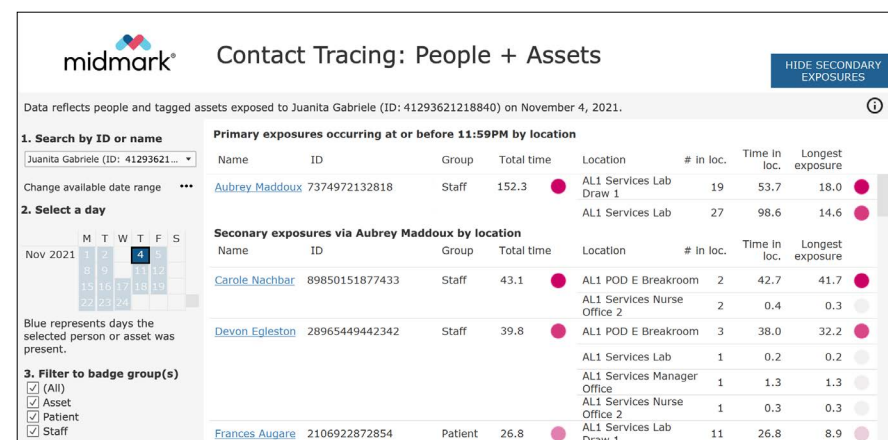 midmark®
Contact Tracing: People + Assets
HIDE SECONDARY
EXPOSURES
Data reflects people and tagged assets exposed to Juanita Gabriele (ID: 41293621218840) on November 4, 2021.
1. Search by ID or name
Juanita Gabriele (ID: 41293621...
Change available date range
2. Select a day
M T W T F S
Nov 2021 1 2 4 5
8 9 11 12
15 16 17 18 19
22 23 24
Blue represents days the
selected person or asset was
present.
3. Filter to badge group(s)
(All)
Asset
Patient
Staff
Primary exposures occurring at or before 11:59PM by location
Name ID Group Total time Location # in loc. Time in loc. Longest exposure
Aubrey Maddoux 7374972132818 Staff 152.3 AL1 Services Lab Draw 1 19 53.7 18.0
AL1 Services Lab 27 98.6 14.6
Seconary exposures via Aubrey Maddoux by location
Name ID Group Total time Location # in loc. Time in loc. Longest exposure
Carole Nachbar 89850151877433 Staff 43.1 AL1 POD E Breakroom 2 42.7 41.7
AL1 Services Nurse Office 2 2 0.4 0.3
Devon Egleston 28965449442342 Staff 39.8 AL1 POD E Breakroom 3 38.0 32.2
AL1 Services Lab 1 0.2 0.2
AL1 Services Manager Office 1 1.3 1.3
AL1 Services Nurse Office 2 1 0.3 0.3
Frances Augare 2106922872854 Patient 26.8 AL1 Services Lab Draw 1 11 26.8 8.9